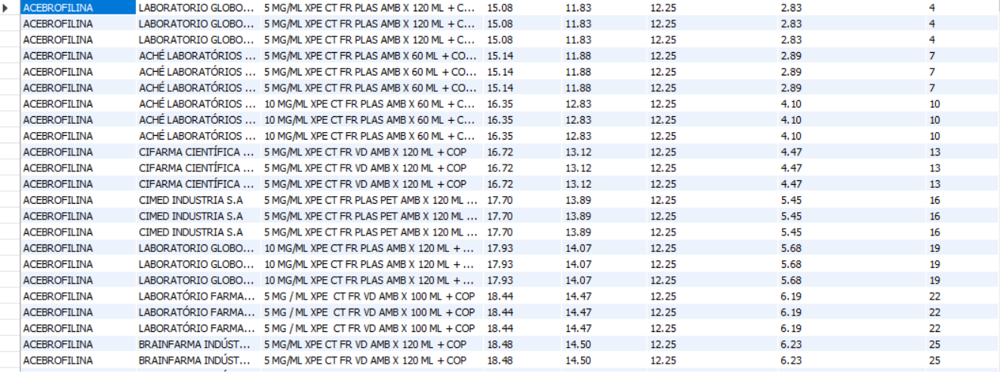 ACEBROFILINA LABORATORIO GLOBO... 5 MG/ML XPE CT FR PLAS AMB X 120 ML + C... 15.08 11.83 12.25 2.83 4
ACEBROFILINA LABORATORIO GLOBO... 5 MG/ML XPE CT FR PLAS AMB X 120 ML + C... 15.08 11.83 12.25 2.83 4
ACEBROFILINA LABORATORIO GLOBO... 5 MG/ML XPE CT FR PLAS AMB X 120 ML + C... 15.08 11.83 12.25 2.83 4
ACEBROFILINA ACHÉ LABORATÓRIOS ... 5 MG/ML XPE CT FR PLAS AMB X 60 ML + CO... 15.14 11.88 12.25 2.89 7
ACEBROFILINA ACHÉ LABORATÓRIOS ... 5 MG/ML XPE CT FR PLAS AMB X 60 ML + CO... 15.14 11.88 12.25 2.89 7
ACEBROFILINA ACHÉ LABORATÓRIOS ... 5 MG/ML XPE CT FR PLAS AMB X 60 ML + CO... 15.14 11.88 12.25 2.89 7
ACEBROFILINA ACHÉ LABORATÓRIOS ... 10 MG/ML XPE CT FR PLAS AMB X 60 ML + C... 16.35 12.83 12.25 4.10 10
ACEBROFILINA ACHÉ LABORATÓRIOS ... 10 MG/ML XPE CT FR PLAS AMB X 60 ML + C... 16.35 12.83 12.25 4.10 10
ACEBROFILINA ACHÉ LABORATÓRIOS ... 10 MG/ML XPE CT FR PLAS AMB X 60 ML + C... 16.35 12.83 12.25 4.10 10
ACEBROFILINA CIFARMA CIENTÍFICA ... 5 MG/ML XPE CT FR VD AMB X 120 ML + COP 16.72 13.12 12.25 4.47 13
ACEBROFILINA CIFARMA CIENTÍFICA ... 5 MG/ML XPE CT FR VD AMB X 120 ML + COP 16.72 13.12 12.25 4.47 13
ACEBROFILINA CIFARMA CIENTÍFICA ... 5 MG/ML XPE CT FR VD AMB X 120 ML + COP 16.72 13.12 12.25 4.47 13
ACEBROFILINA CIMED INDUSTRIA S.A 5 MG/ML XPE CT FR PLAS PET AMB X 120 ML ... 17.70 13.89 12.25 5.45 16
ACEBROFILINA CIMED INDUSTRIA S.A 5 MG/ML XPE CT FR PLAS PET AMB X 120 ML ... 17.70 13.89 12.25 5.45 16
ACEBROFILINA CIMED INDUSTRIA S.A 5 MG/ML XPE CT FR PLAS PET AMB X 120 ML ... 17.70 13.89 12.25 5.45 16
ACEBROFILINA LABORATORIO GLOBO... 10 MG/ML XPE CT FR PLAS AMB X 120 ML + ... 17.93 14.07 12.25 5.68 19
ACEBROFILINA LABORATORIO GLOBO... 10 MG/ML XPE CT FR PLAS AMB X 120 ML + ... 17.93 14.07 12.25 5.68 19
ACEBROFILINA LABORATORIO GLOBO... 10 MG/ML XPE CT FR PLAS AMB X 120 ML + ... 17.93 14.07 12.25 5.68 19
ACEBROFILINA LABORATÓRIO FARMA... 5 MG / ML XPE CT FR VD AMB X 100 ML + COP 18.44 14.47 12.25 6.19 22
ACEBROFILINA LABORATÓRIO FARMA... 5 MG / ML XPE CT FR VD AMB X 100 ML + COP 18.44 14.47 12.25 6.19 22
ACEBROFILINA LABORATÓRIO FARMA... 5 MG / ML XPE CT FR VD AMB X 100 ML + COP 18.44 14.47 12.25 6.19 22
ACEBROFILINA BRAINFARMA INDÚST... 5 MG/ML XPE CT FR VD AMB X 120 ML + COP 18.48 14.50 12.25 6.23 25
ACEBROFILINA BRAINFARMA INDÚST... 5 MG/ML XPE CT FR VD AMB X 120 ML + COP 18.48 14.50 12.25 6.23 25